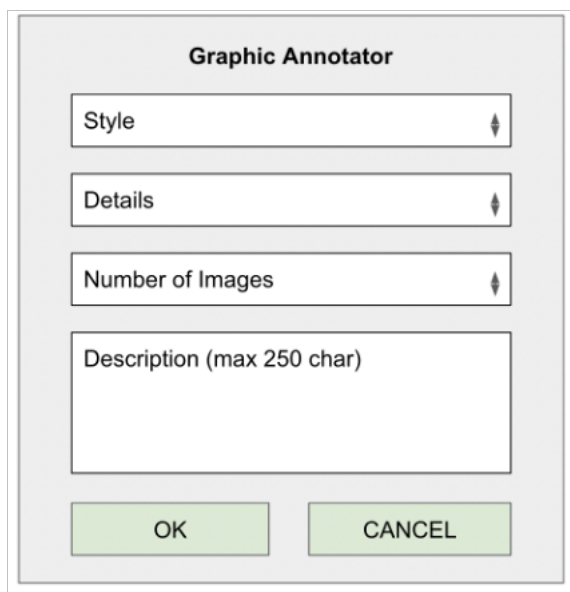 Graphic Annotator
Style
Details
Number of Images
Description (max 250 char)
OK
CANCEL